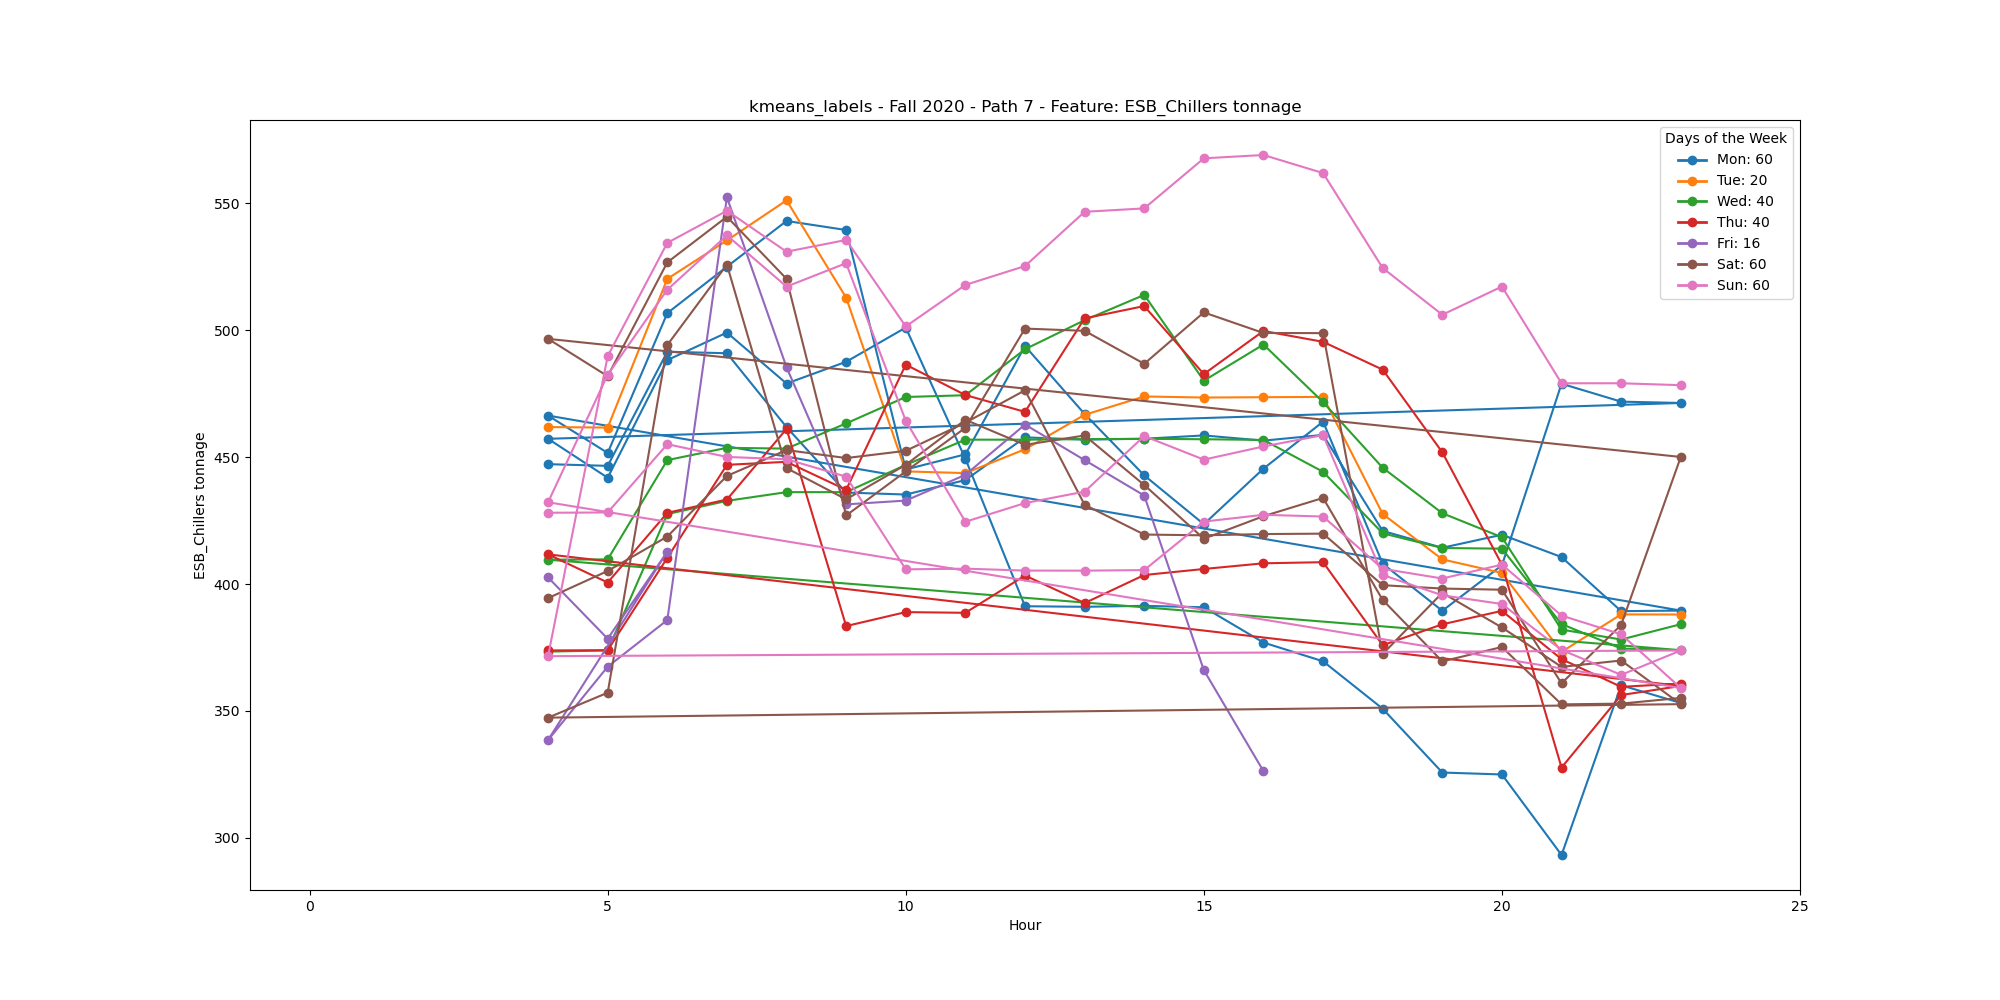 kmeans_labels - Fall 2020 - Path 7 - Feature: ESB_Chillers tonnage
Days of the Week
Mon: 60
Tue: 20
Wed: 40
Thu: 40
Fri: 16
Sat: 60
Sun: 60
ESB_Chillers tonnage
550
500
450
400
350
300
0 5 10 15 20 25
Hour